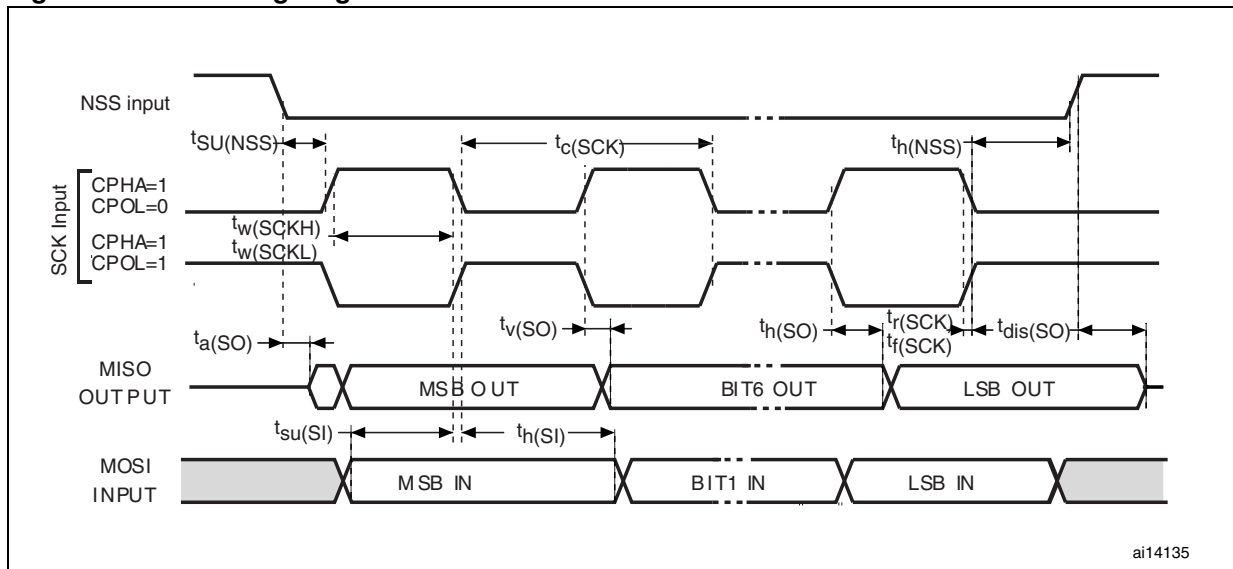 NSS input
tSU(NSS)
tc(SCK)
th(NSS)
SCK Input
CPHA=1
CPOL=0
tw(SCKH)
tw(SCKL)
CPHA=1
CPOL=1
ta(SO)
tv(SO)
th(SO)
tr(SCK)
tf(SCK)
tdis(SO)
MISO
OUTPUT
MSB OUT
BIT6 OUT
LSB OUT
tsu(SI)
th(SI)
MOSI
INPUT
MSB IN
BIT1 IN
LSB IN
ai14135